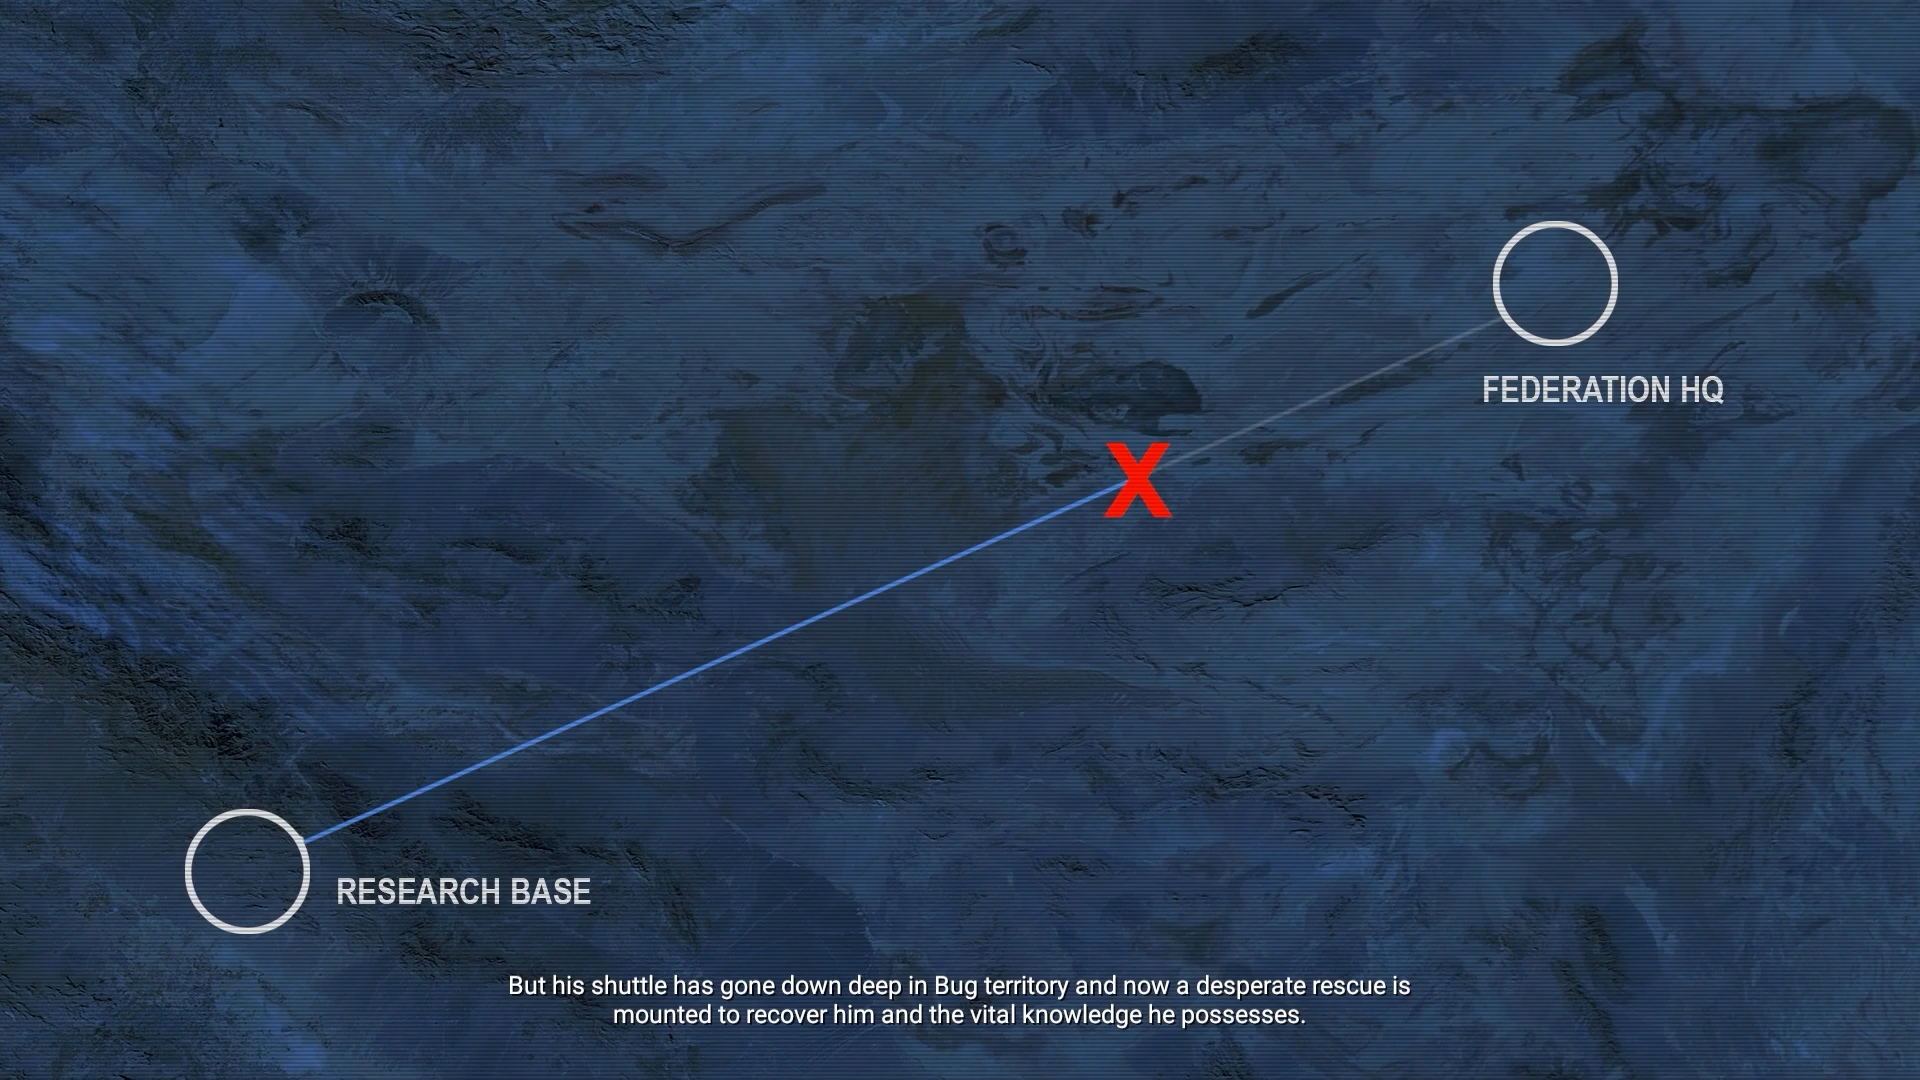 FEDERATION HQ
X
RESEARCH BASE
But his shuttle has gone down deep in Bug territory and now a desperate rescue is
mounted to recover him and the vital knowledge he possesses.